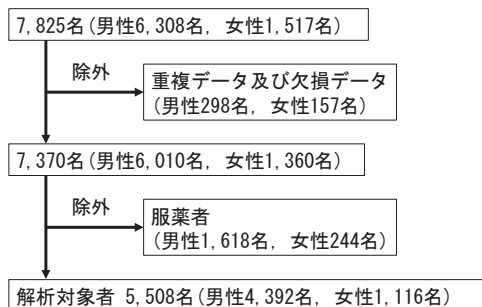 7,825名(男性6,308名, 女性1,517名)
除外
重複データ及び欠損データ
(男性298名, 女性157名)
7,370名(男性6,010名, 女性1,360名)
除外
服薬者
(男性1,618名, 女性244名)
解析対象者 5,508名(男性4,392名, 女性1,116名)